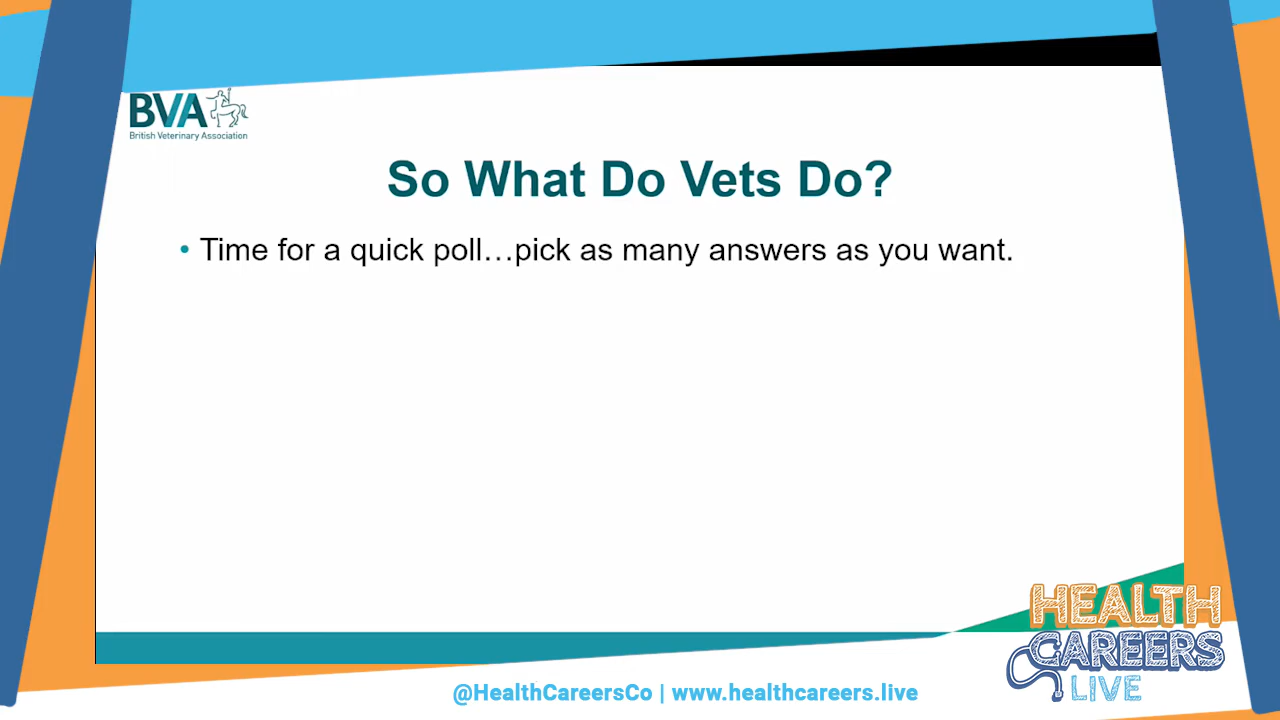 BVA
British Veterinary Association
So What Do Vets Do?
• Time for a quick poll…pick as many answers as you want.
HEALTH
CAREERS
LIVE
@HealthCareersCo | www.healthcareers.live